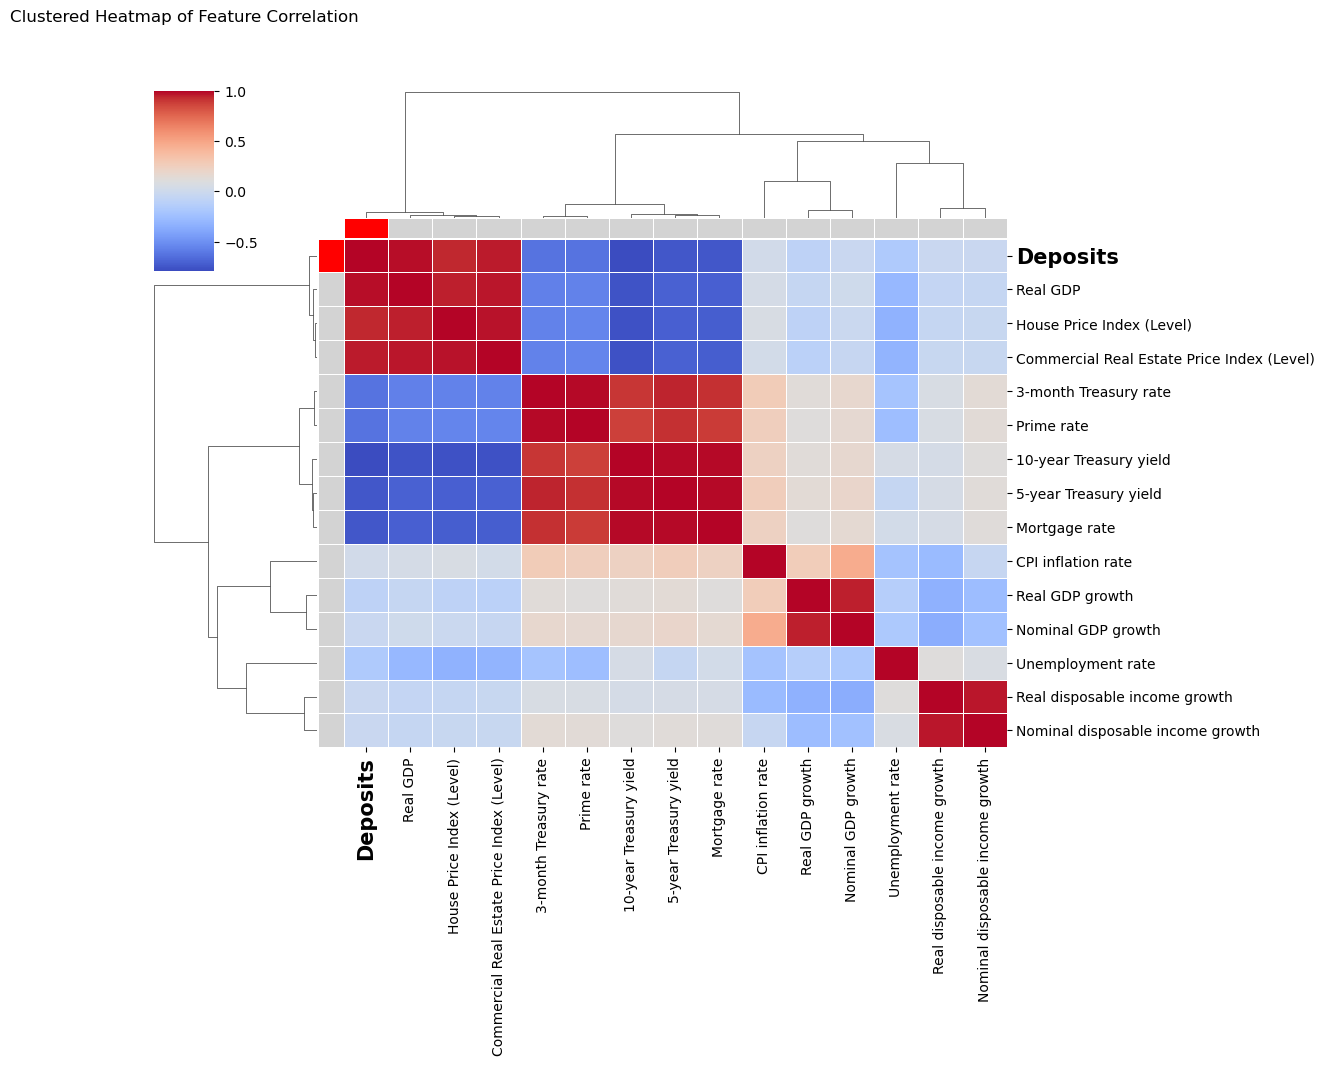 Clustered Heatmap of Feature Correlation
1.0
0.5
0.0
−0.5
Deposits
Real GDP
House Price Index (Level)
Commercial Real Estate Price Index (Level)
3-month Treasury rate
Prime rate
10-year Treasury yield
5-year Treasury yield
Mortgage rate
CPI inflation rate
Real GDP growth
Nominal GDP growth
Unemployment rate
Real disposable income growth
Nominal disposable income growth
Deposits
Real GDP
House Price Index (Level)
Commercial Real Estate Price Index (Level)
3-month Treasury rate
Prime rate
10-year Treasury yield
5-year Treasury yield
Mortgage rate
CPI inflation rate
Real GDP growth
Nominal GDP growth
Unemployment rate
Real disposable income growth
Nominal disposable income growth